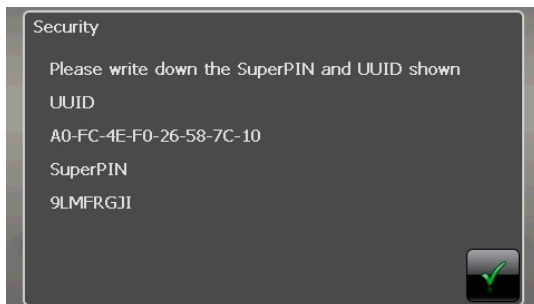 Security
Please write down the SuperPIN and UUID shown
UUID
A0-FC-4E-F0-26-58-7C-10
SuperPIN
9LMFRGJI